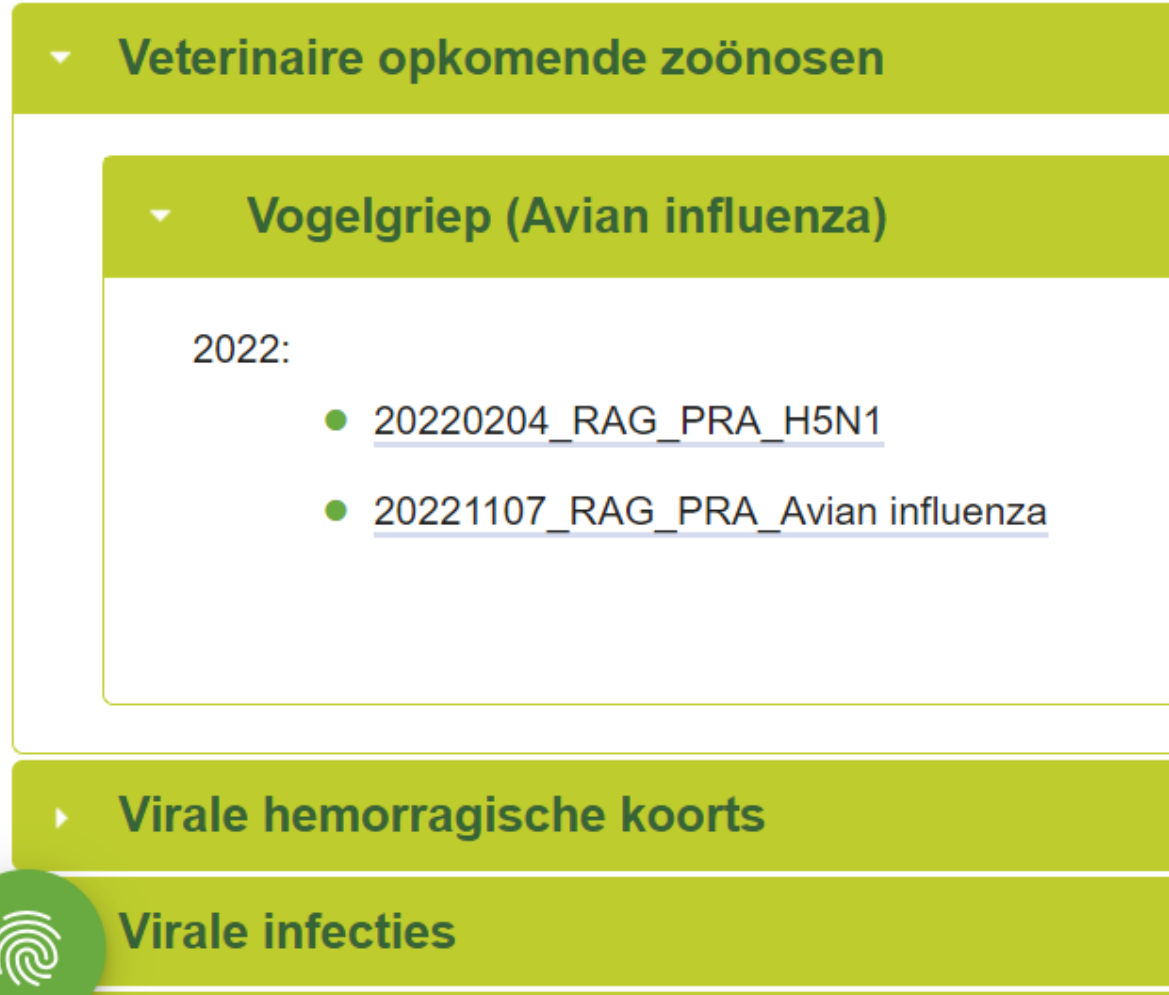 Veterinaire opkomende zoönosen
Vogelgriep (Avian influenza)
2022:
20220204_RAG_PRA_H5N1
20221107_RAG_PRA_Avian influenza
Virale hemorragische koorts
Virale infecties